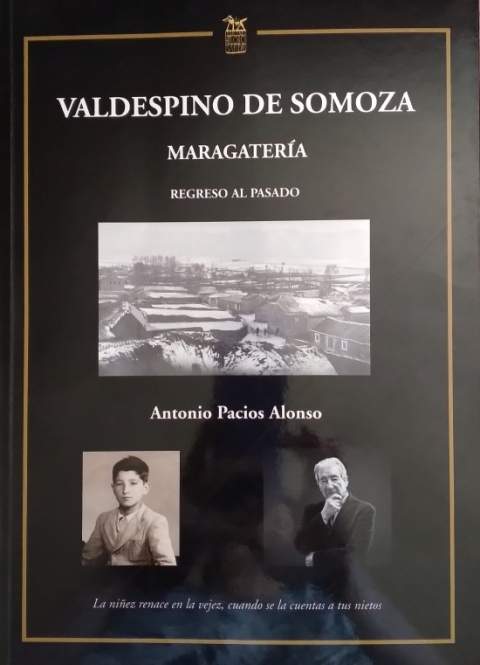 VALDESPINO DE SOMOZA
MARAGATERÍA
REGRESO AL PASADO
Antonio Pacios Alonso
La niñez renace en la vejez, cuando se la cuentas a tus nietos